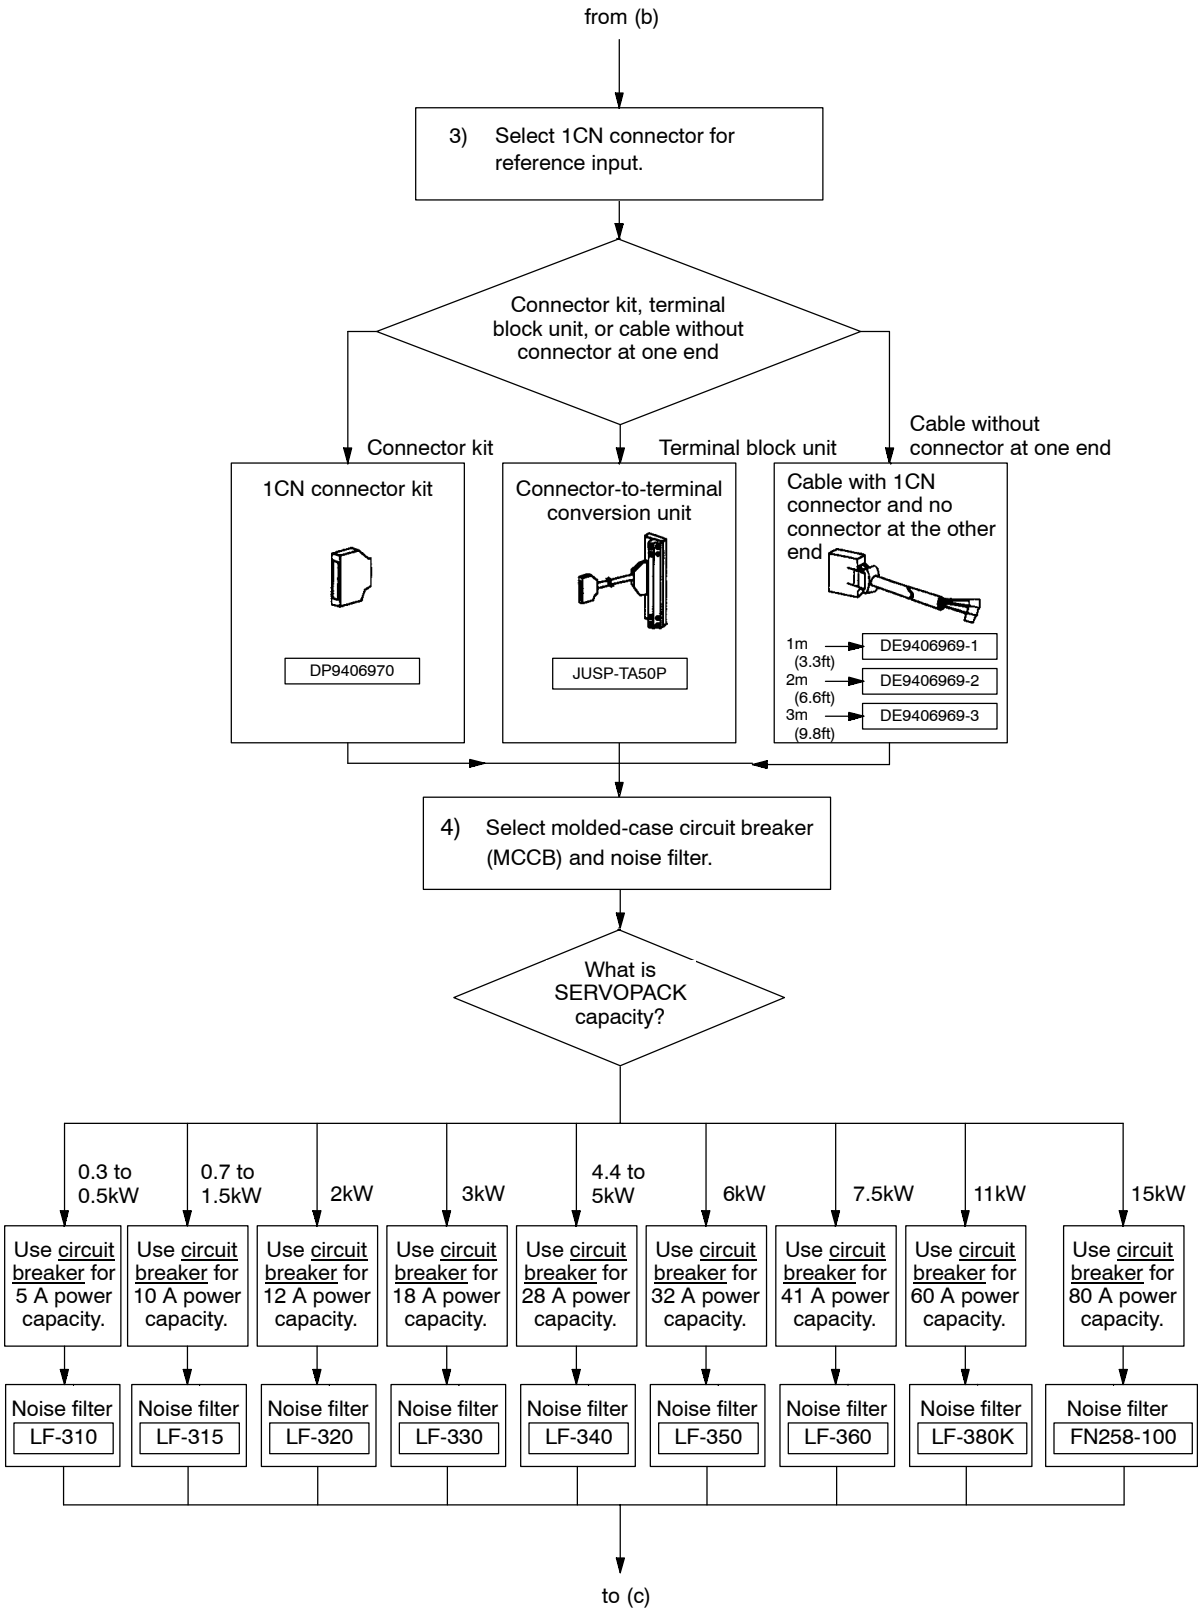 from (b)
3) Select 1CN connector for
reference input.
Connector kit, terminal
block unit, or cable without
connector at one end
Connector kit
1CN connector kit
DP9406970
Terminal block unit
Connector-to-terminal
conversion unit
JUSP-TA50P
Cable without
connector at one end
Cable with 1CN
connector and no
connector at the other
end
1m
(3.3ft)
DE9406969-1
2m
(6.6ft)
DE9406969-2
3m
(9.8ft)
DE9406969-3
4) Select molded-case circuit breaker
(MCCB) and noise filter.
What is
SERVOPACK
capacity?
0.3 to
0.5kW
Use circuit
breaker for
5 A power
capacity.
Noise filter
LF-310
0.7 to
1.5kW
Use circuit
breaker for
10 A power
capacity.
Noise filter
LF-315
2kW
Use circuit
breaker for
12 A power
capacity.
Noise filter
LF-320
3kW
Use circuit
breaker for
18 A power
capacity.
Noise filter
LF-330
4.4 to
5kW
Use circuit
breaker for
28 A power
capacity.
Noise filter
LF-340
6kW
Use circuit
breaker for
32 A power
capacity.
Noise filter
LF-350
7.5kW
Use circuit
breaker for
41 A power
capacity.
Noise filter
LF-360
11kW
Use circuit
breaker for
60 A power
capacity.
Noise filter
LF-380K
15kW
Use circuit
breaker for
80 A power
capacity.
Noise filter
FN258-100
to (c)